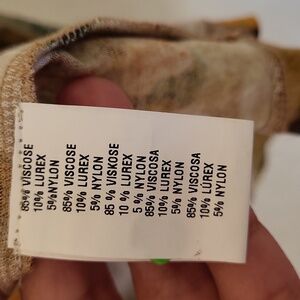 85% VISCOSE
10% LUREX
5% NYLON
85% VISCOSE
10% LUREX
5% NYLON
85 % VISKOSE
10 % LUREX
5 % NYLON
85% VISCOSA
10% LUREX
5% NYLON
85% VISCOSA
10% LÚREX
5% NYLON